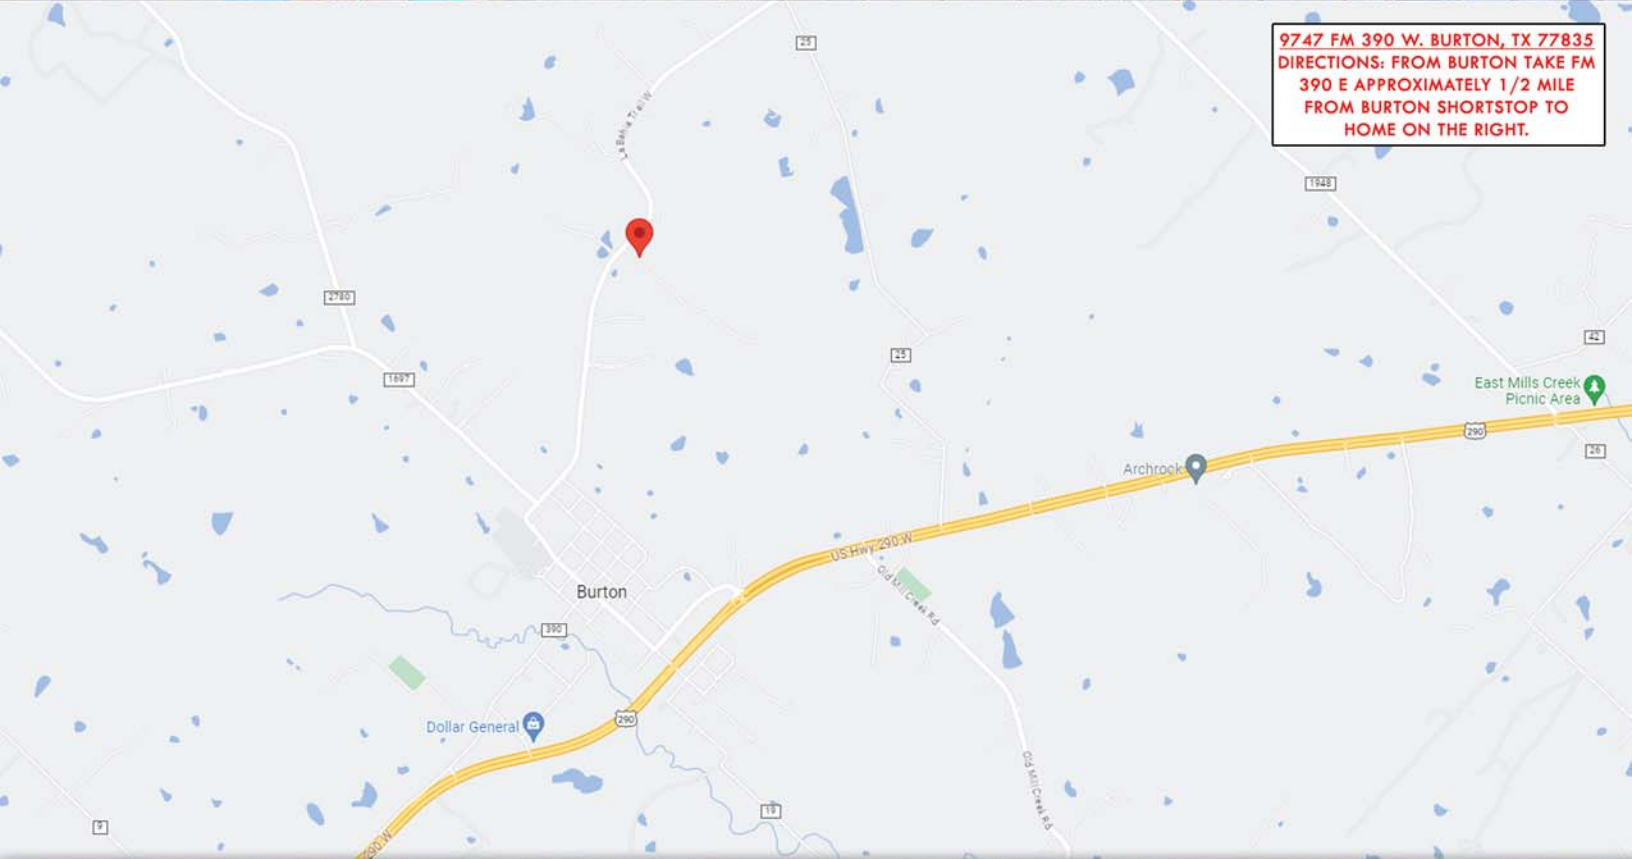 9747 FM 390 W. BURTON, TX 77835
DIRECTIONS: FROM BURTON TAKE FM
390 E APPROXIMATELY 1/2 MILE
FROM BURTON SHORTSTOP TO
HOME ON THE RIGHT.
25
La Bahia Trail W
1948
2780
42
25
1697
East Mills Creek
Picnic Area
290
26
Archrock
US Hwy 290 W
Old Mill Creek Rd
Burton
390
290
Dollar General
Old Mill Creek Rd
19
9
290 W